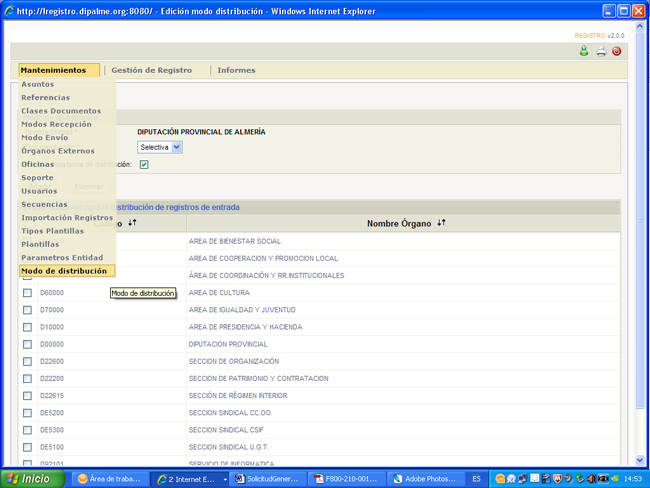 http://lregistro.dipalme.org:8080/ - Edición modo distribución - Windows Internet Explorer
REGISTRO v2.0.0
Mantenimientos | Gestión de Registro | Informes
Asuntos
Referencias
Clases Documentos
Modos Recepción
Modo Envío
Órganos Externos
DIPUTACIÓN PROVINCIAL DE ALMERÍA
Selectiva
Oficinas
distribución:
Soporte
Usuarios
Eliminar
Secuencias
distribución de registros de entrada
Importación Registros
Tipos Plantillas
Nombre Órgano
Plantillas
AREA DE BIENESTAR SOCIAL
Parametros Entidad
AREA DE COOPERACION Y PROMOCION LOCAL
Modo de distribución
ÁREA DE COORDINACIÓN Y RR.INSTITUCIONALES
D60000 AREA DE CULTURA
Modo de distribución
D70000 AREA DE IGUALDAD Y JUVENTUD
D10000 AREA DE PRESIDENCIA Y HACIENDA
D00000 DIPUTACION PROVINCIAL
D22600 SECCION DE ORGANIZACIÓN
D22200 SECCION DE PATRIMONIO Y CONTRATACION
D22615 SECCIÓN DE RÉGIMEN INTERIOR
DE5200 SECCION SINDICAL CC.OO.
DE5300 SECCION SINDICAL CSIF
DE5100 SECCION SINDICAL U.G.T.
D92101 SERVICIO DE INFORMATICA
Inicio Área de traba... 2 Internet E... SolicitudGener... F800-210-001... Adobe Photos... ES 14:53